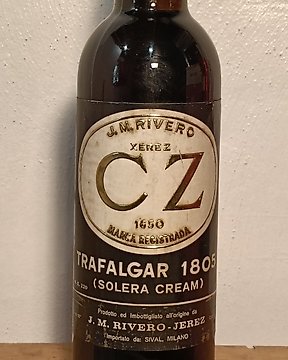 J.M. RIVERO
XEREZ
CZ
1650
MARCA REGISTRADA
TRAFALGAR 1805
(SOLERA CREAM)
Prodotto ed Imbottigliato all'origine da
J. M. RIVERO - JEREZ
Importato da: SIVAL, MILANO